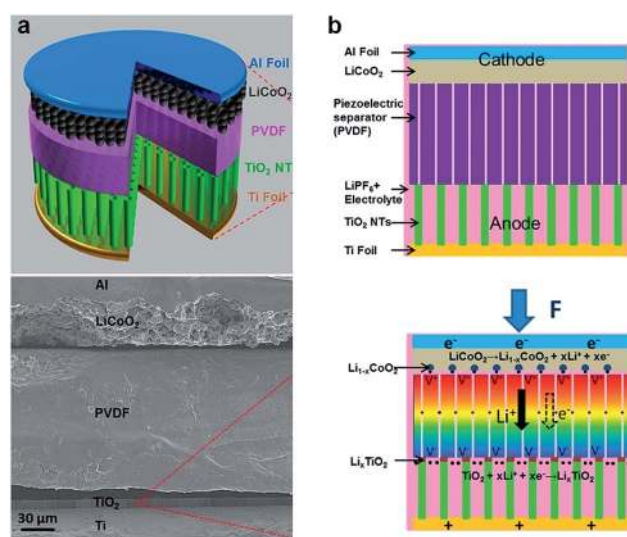 a
Al Foil
LiCoO₂
PVDF
TiO₂ NT
Ti Foil
Al
LiCoO₂
PVDF
TiO₂
30 μm
Ti
b
Al Foil
Cathode
LiCoO₂
Piezoelectric
separator
(PVDF)
LiPF₆+
Electrolyte
TiO₂ NTs
Anode
Ti Foil
F
e⁻ e⁻ e⁻
LiCoO₂→Li₁₋ₓCoO₂ + xLi⁺ + xe⁻
Li₁₋ₓCoO₂
V⁺ V⁺ V⁺ V⁺ V⁺
Li⁺ e⁻
V⁻ V⁻ V⁻ V⁻
LiₓTiO₂
TiO₂ + xLi⁺ + xe⁻→LiₓTiO₂
+ + +